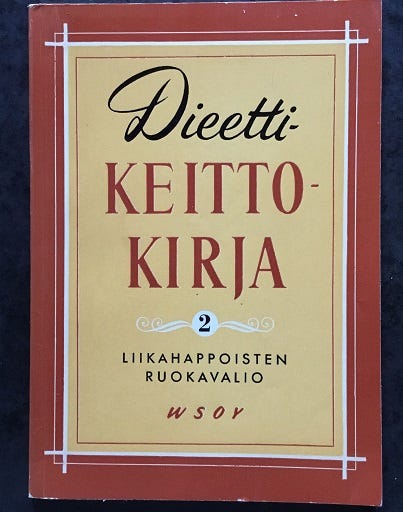 Dieetti-
KEITTO-
KIRJA
2
LIIKAHAPPOISTEN
RUOKAVALIO
WSOY